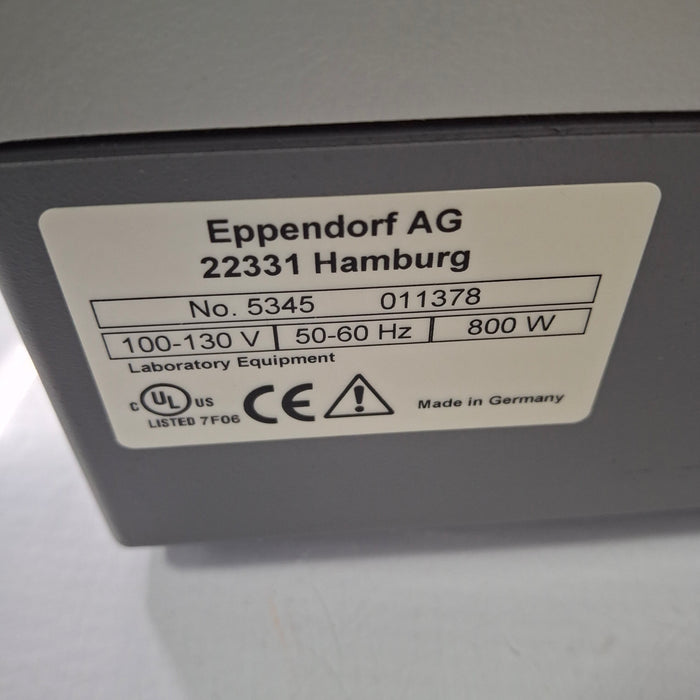 Eppendorf AG
22331 Hamburg
No. 5345 011378
100-130 V 50-60 Hz 800 W
Laboratory Equipment
C UL US CE Made in Germany
LISTED 7F06